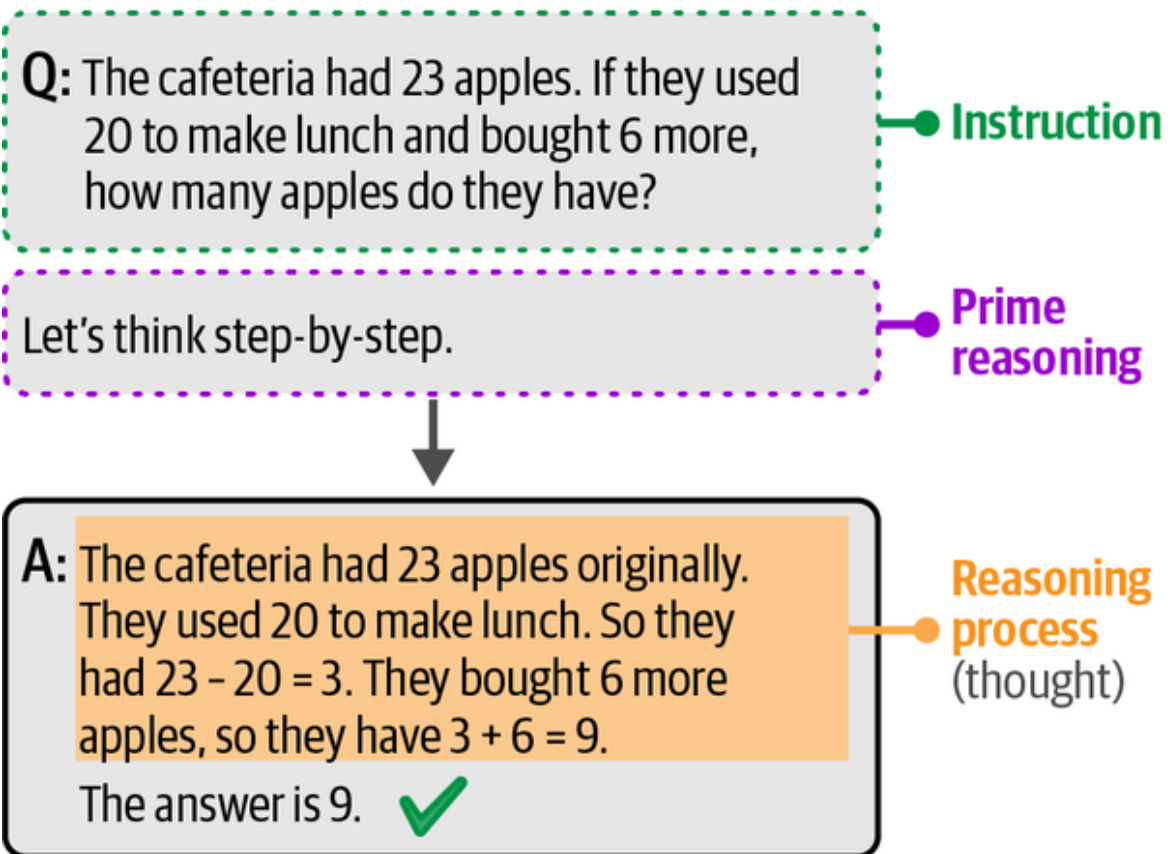 Q: The cafeteria had 23 apples. If they used
20 to make lunch and bought 6 more,
how many apples do they have?
Instruction
Let’s think step-by-step.
Prime
reasoning
A: The cafeteria had 23 apples originally.
They used 20 to make lunch. So they
had 23 – 20 = 3. They bought 6 more
apples, so they have 3 + 6 = 9.
The answer is 9.
Reasoning
process
(thought)